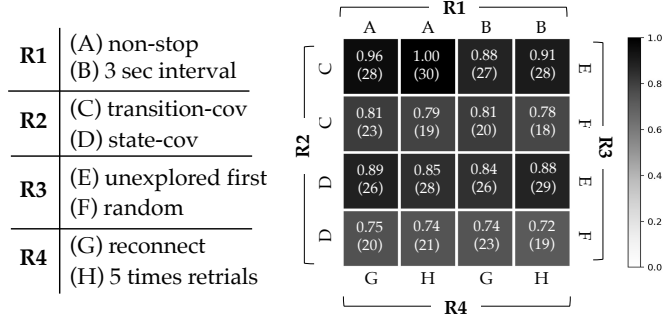 R1
(A) non-stop
(B) 3 sec interval
R2
(C) transition-cov
(D) state-cov
R3
(E) unexplored first
(F) random
R4
(G) reconnect
(H) 5 times retrials
R1
A A B B
R2
C C D D
0.96 1.00 0.88 0.91
(28) (30) (27) (28)
0.81 0.79 0.81 0.78
(23) (19) (20) (18)
0.89 0.85 0.84 0.88
(26) (28) (26) (29)
0.75 0.74 0.74 0.72
(20) (21) (23) (19)
E F E F
R3
G H G H
R4
1.0
0.8
0.6
0.4
0.2
0.0